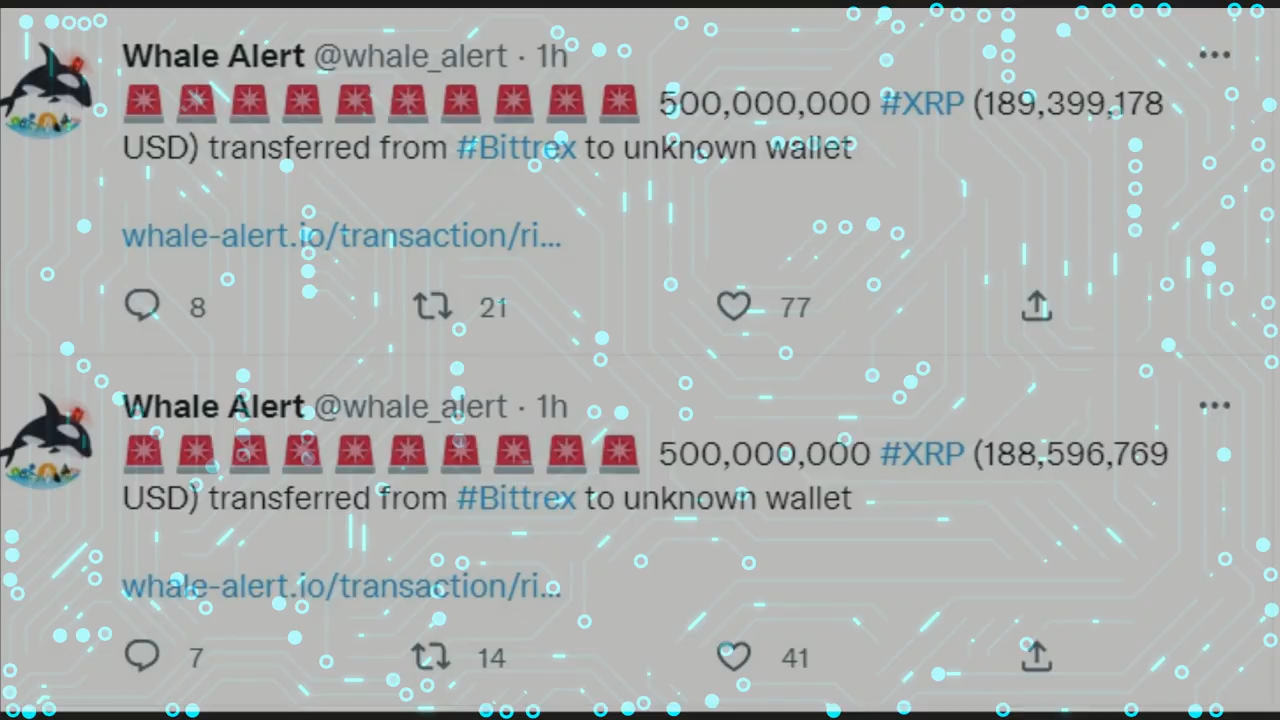 Whale Alert @whale_alert · 1h
🚨🚨🚨🚨🚨🚨🚨🚨🚨🚨 500,000,000 #XRP (189,399,178
USD) transferred from #Bittrex to unknown wallet
whale-alert.io/transaction/ri...
8 21 77
Whale Alert @whale_alert · 1h
🚨🚨🚨🚨🚨🚨🚨🚨🚨🚨 500,000,000 #XRP (188,596,769
USD) transferred from #Bittrex to unknown wallet
whale-alert.io/transaction/ri...
7 14 41